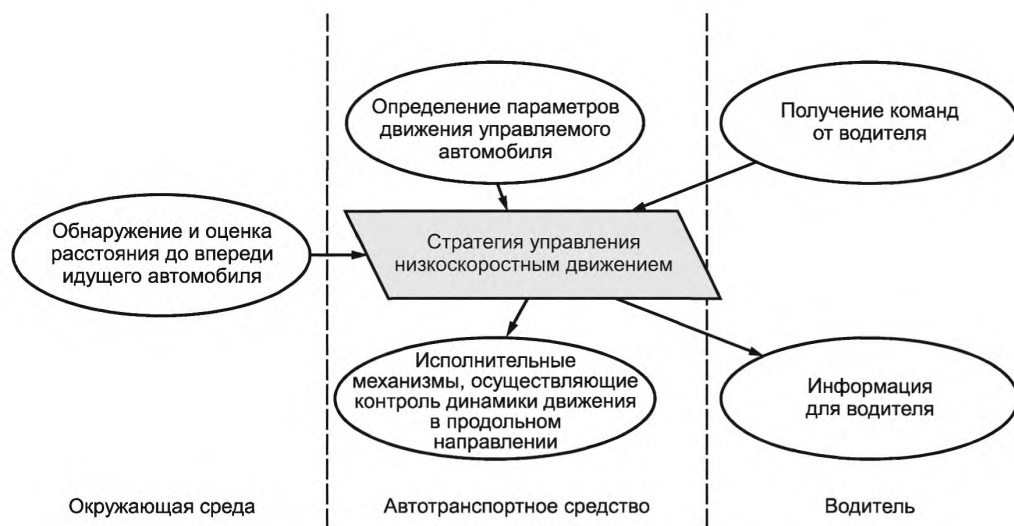 Определение параметров
движения управляемого
автомобиля
Получение команд
от водителя
Обнаружение и оценка
расстояния до впереди
идущего автомобиля
Стратегия управления
низкоскоростным движением
Исполнительные
механизмы, осуществляющие
контроль динамики движения
в продольном
направлении
Информация
для водителя
Окружающая среда
Автотранспортное средство
Водитель